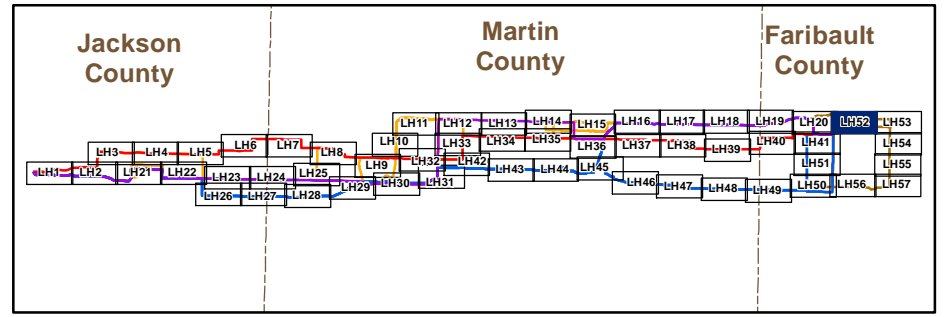 Jackson
County
Martin
County
Faribault
County
LH11 LH12 LH13 LH14 LH15 LH16 LH17 LH18 LH19 LH20 LH52 LH53
LH10 LH33 LH34 LH35 LH36 LH37 LH38 LH39 LH40 LH41 LH54
LH3 LH4 LH5 LH6 LH7 LH8 LH9 LH32 LH42 LH51 LH55
LH1 LH2 LH21 LH22 LH23 LH24 LH25 LH29 LH30 LH31 LH43 LH44 LH45 LH46 LH47 LH48 LH49 LH50 LH56 LH57
LH26 LH27 LH28